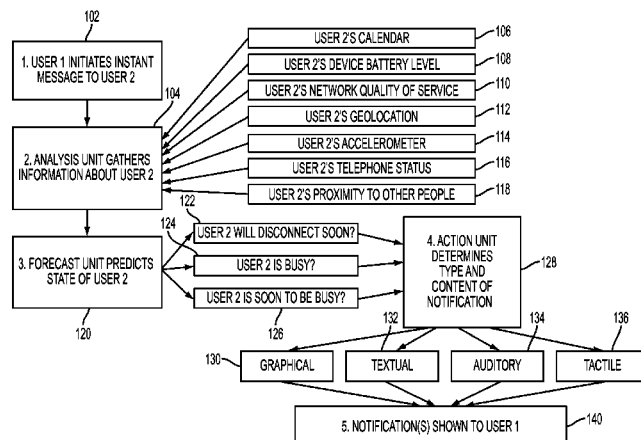 102
1. USER 1 INITIATES INSTANT
MESSAGE TO USER 2
104
2. ANALYSIS UNIT GATHERS
INFORMATION ABOUT USER 2
USER 2'S CALENDAR
106
USER 2'S DEVICE BATTERY LEVEL
108
USER 2'S NETWORK QUALITY OF SERVICE
110
USER 2'S GEOLOCATION
112
USER 2'S ACCELEROMETER
114
USER 2'S TELEPHONE STATUS
116
USER 2'S PROXIMITY TO OTHER PEOPLE
118
3. FORECAST UNIT PREDICTS
STATE OF USER 2
120
122
USER 2 WILL DISCONNECT SOON?
124
USER 2 IS BUSY?
USER 2 IS SOON TO BE BUSY?
126
4. ACTION UNIT
DETERMINES
TYPE AND
CONTENT OF
NOTIFICATION
128
130
GRAPHICAL
132
TEXTUAL
134
AUDITORY
136
TACTILE
5. NOTIFICATION(S) SHOWN TO USER 1
140